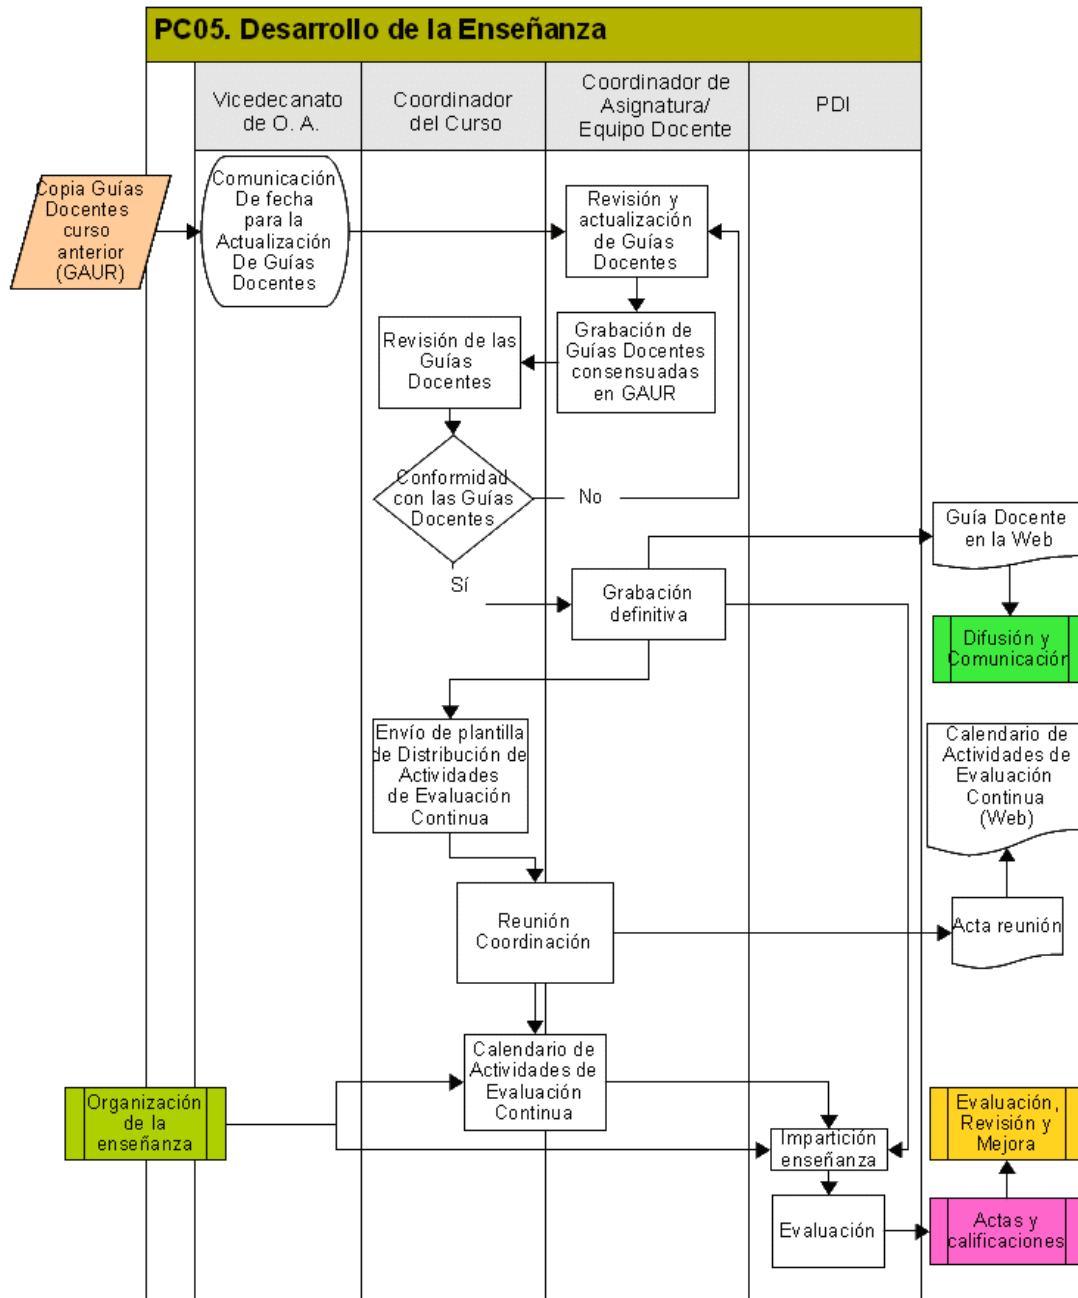 PC05. Desarrollo de la Enseñanza
Vicedecanato
de O. A.
Coordinador
del Curso
Coordinador de
Asignatura/
Equipo Docente
PDI
Copia Guías
Docentes
curso
anterior
(GAUR)
Comunicación
De fecha
para la
Actualización
De Guías
Docentes
Revisión y
actualización
de Guías
Docentes
Revisión de las
Guías
Docentes
Grabación de
Guías Docentes
consensuadas
en GAUR
Conformidad
con las Guías
Docentes
No
Sí
Guía Docente
en la Web
Grabación
definitiva
Difusión y
Comunicación
Envío de plantilla
de Distribución de
Actividades
de Evaluación
Continua
Calendario de
Actividades de
Evaluación
Continua
(Web)
Reunión
Coordinación
Acta reunión
Calendario de
Actividades de
Evaluación
Continua
Organización
de la
enseñanza
Impartición
enseñanza
Evaluación,
Revisión y
Mejora
Evaluación
Actas y
calificaciones